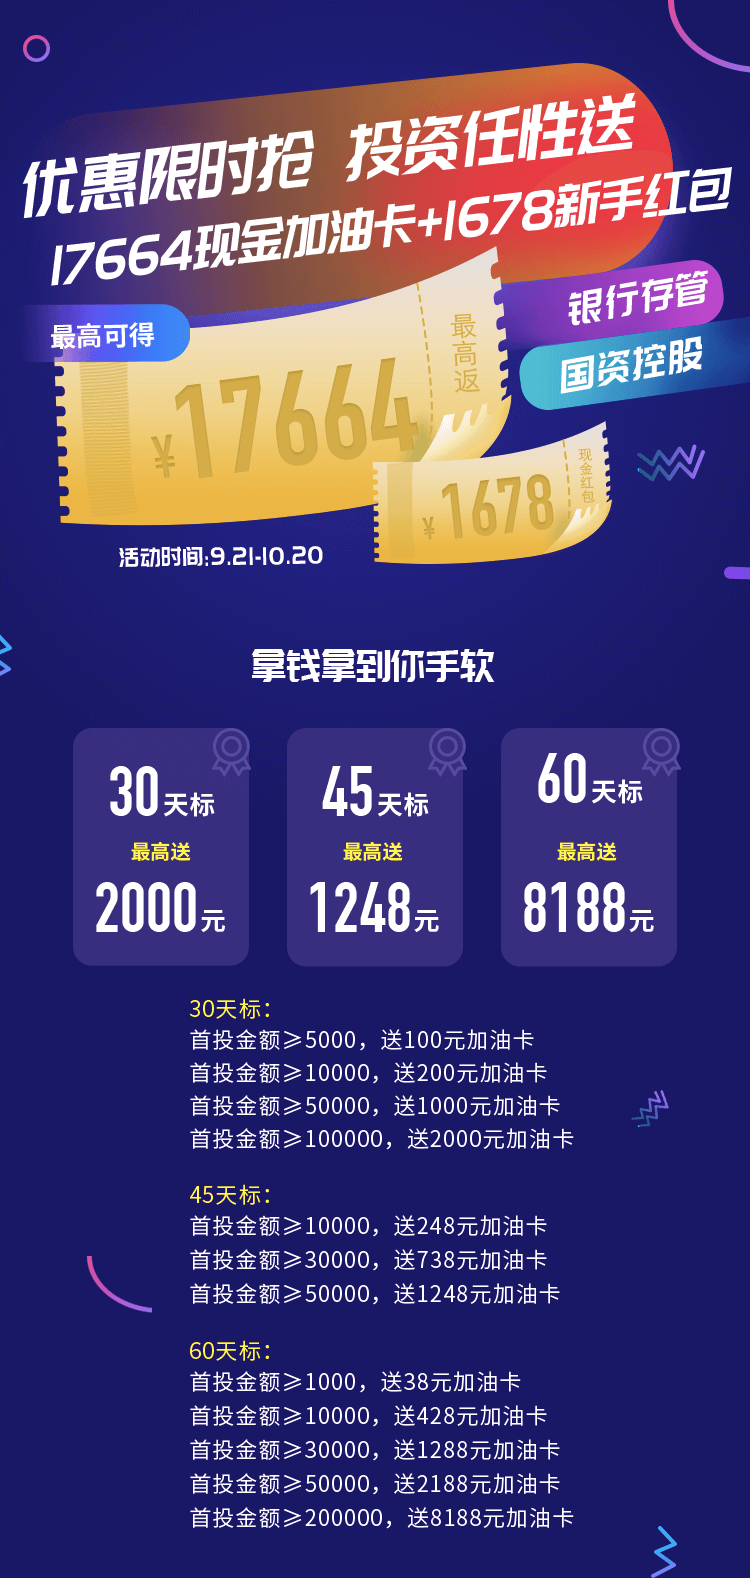 优惠限时抢 投资任性送
17664现金加油卡+1678新手红包
银行存管
最高可得
国资控股
最高返
¥17664
现金红包
¥1678
活动时间:9.21-10.20
拿钱拿到你手软
30天标
最高送
2000元
45天标
最高送
1248元
60天标
最高送
8188元
30天标：
首投金额≥5000，送100元加油卡
首投金额≥10000，送200元加油卡
首投金额≥50000，送1000元加油卡
首投金额≥100000，送2000元加油卡
45天标：
首投金额≥10000，送248元加油卡
首投金额≥30000，送738元加油卡
首投金额≥50000，送1248元加油卡
60天标：
首投金额≥1000，送38元加油卡
首投金额≥10000，送428元加油卡
首投金额≥30000，送1288元加油卡
首投金额≥50000，送2188元加油卡
首投金额≥200000，送8188元加油卡